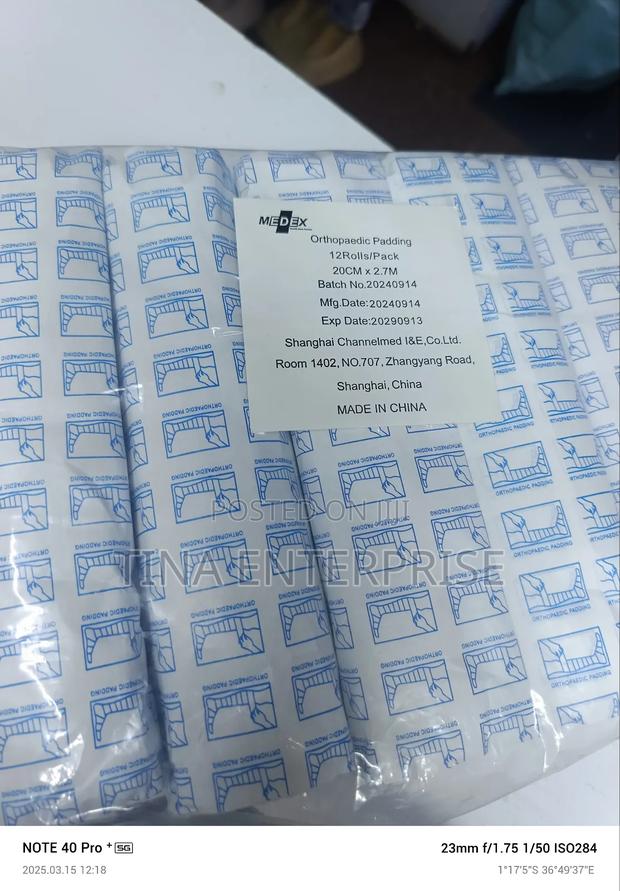 MEDEX
Orthopaedic Padding
12Rolls/Pack
20CM x 2.7M
Batch No.20240914
Mfg.Date:20240914
Exp Date:20290913
Shanghai Channelmed I&E,Co.Ltd.
Room 1402, NO.707, Zhangyang Road,
Shanghai, China
MADE IN CHINA
ORTHOPAEDIC PADDING
POSTED ON JIJI
TINA ENTERPRISE
NOTE 40 Pro+ 5G
23mm f/1.75 1/50 ISO284
2025.03.15 12:18
1°17'5"S 36°49'37"E